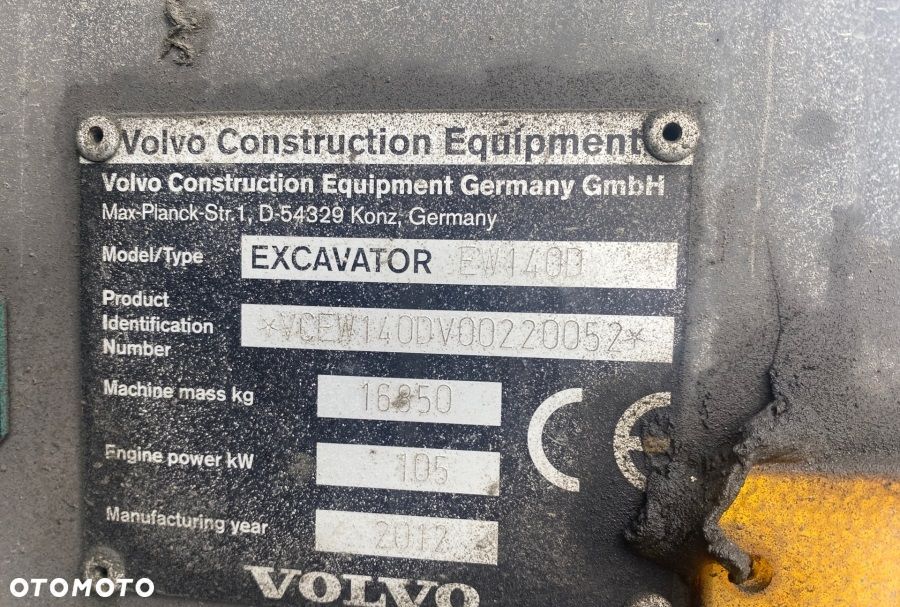 Volvo Construction Equipment
Volvo Construction Equipment Germany GmbH
Max-Planck-Str.1, D-54329 Konz, Germany
Model/Type EXCAVATOR EW140D
Product Identification Number *VCEW140DV00220052*
Machine mass kg
Engine power kW 105
Manufacturing year 2012
CE
VOLVO
OTOMOTO